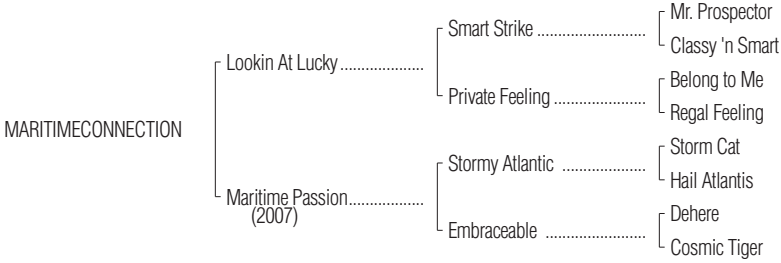 Mr. Prospector
Smart Strike ..........................
Classy 'n Smart
Lookin At Lucky ...................
Belong to Me
Private Feeling ......................
Regal Feeling
MARITIMECONNECTION
Storm Cat
Stormy Atlantic ....................
Hail Atlantis
Maritime Passion.................
(2007)
Dehere
Embraceable ........................
Cosmic Tiger